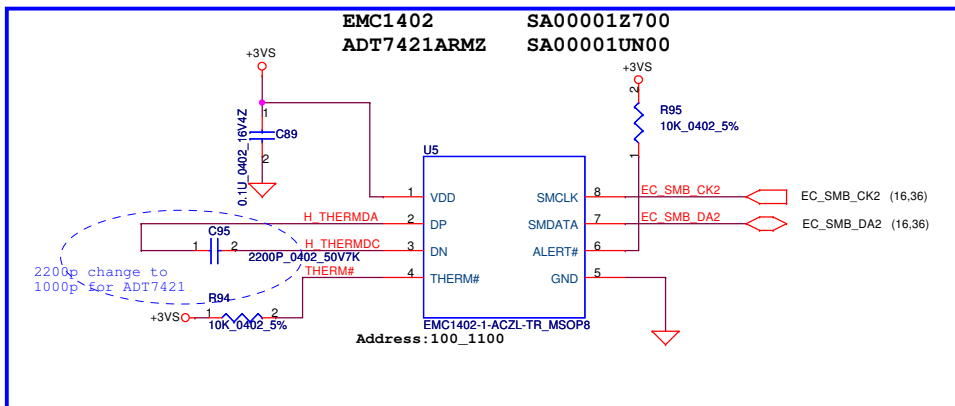 EMC1402 SA00001Z700
ADT7421ARMZ SA00001UN00
+3VS
+3VS
2
R95
10K_0402_5%
1
1
C89
2
0.1U_0402_16V4Z
U5
1 VDD
SMCLK 8 EC_SMB_CK2
EC_SMB_CK2 (16,36)
H_THERMDA 2 DP
SMDATA 7 EC_SMB_DA2
EC_SMB_DA2 (16,36)
C95
1 2
H_THERMDC 3 DN
ALERT# 6
2200P_0402_50V7K
2200p change to
1000p for ADT7421
THERM# 4 THERM#
GND 5
R94
+3VS 1 2
10K_0402_5%
EMC1402-1-ACZL-TR_MSOP8
Address:100_1100